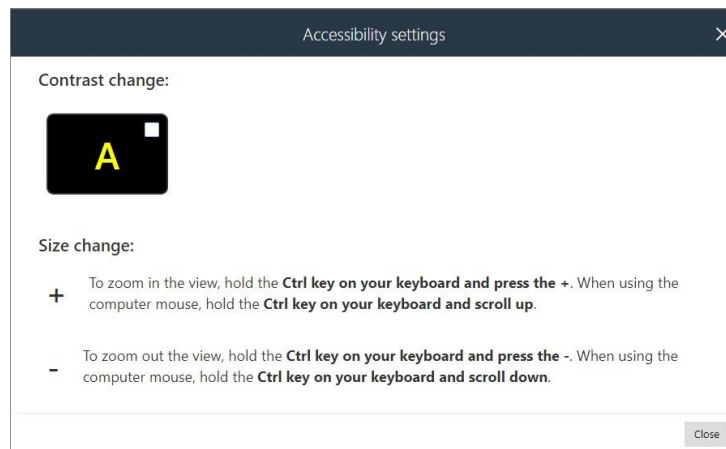 Accessibility settings
Contrast change:
A
Size change:
+ To zoom in the view, hold the Ctrl key on your keyboard and press the +. When using the
computer mouse, hold the Ctrl key on your keyboard and scroll up.
- To zoom out the view, hold the Ctrl key on your keyboard and press the -. When using the
computer mouse, hold the Ctrl key on your keyboard and scroll down.
Close